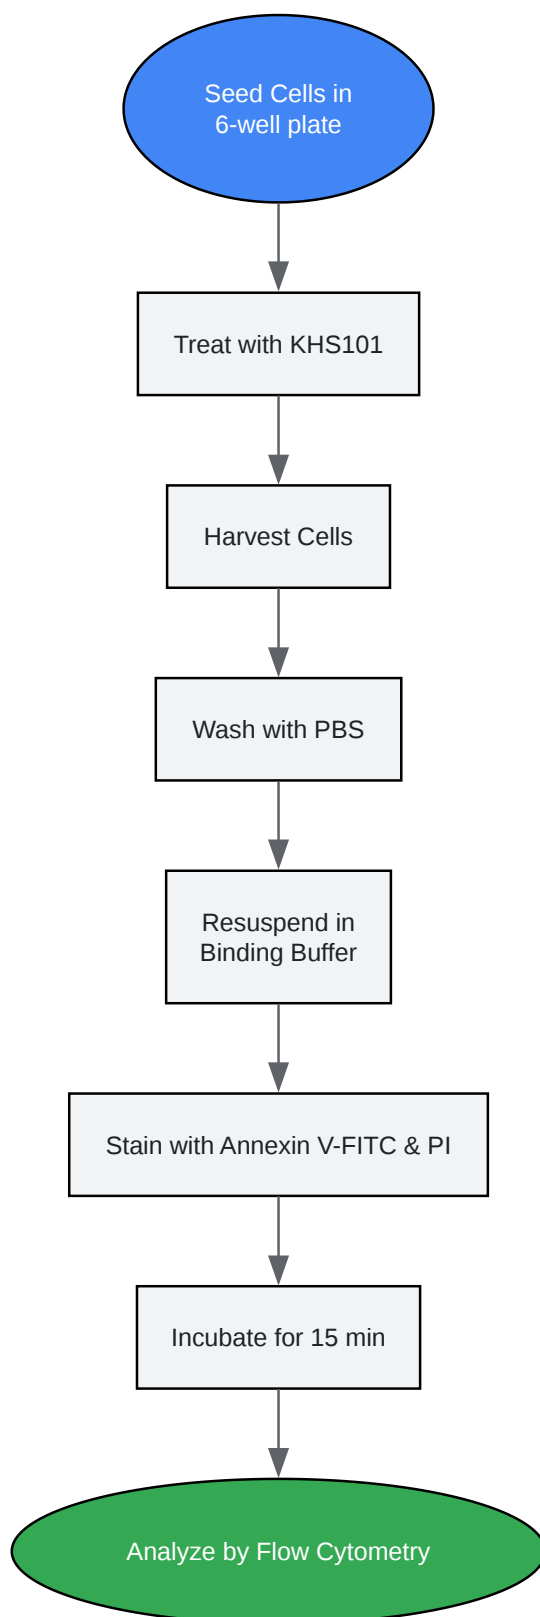 Seed Cells in
6-well plate
Treat with KHS101
Harvest Cells
Wash with PBS
Resuspend in
Binding Buffer
Stain with Annexin V-FITC & PI
Incubate for 15 min
Analyze by Flow Cytometry